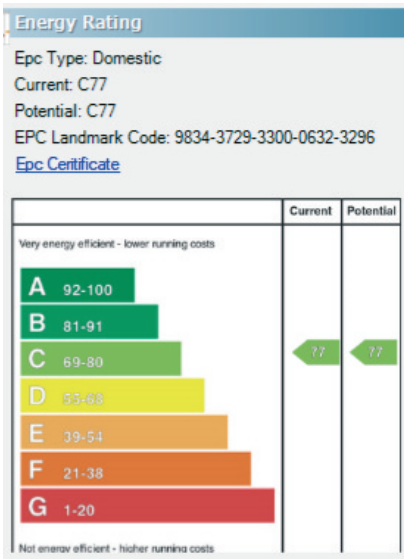 Energy Rating
Epc Type: Domestic
Current: C77
Potential: C77
EPC Landmark Code: 9834-3729-3300-0632-3296
Epc Ceritificate
Current Potential
Very energy efficient - lower running costs
A 92-100
B 81-91
C 69-80
77 77
D 55-68
E 39-54
F 21-38
G 1-20
Not energy efficient - higher running costs